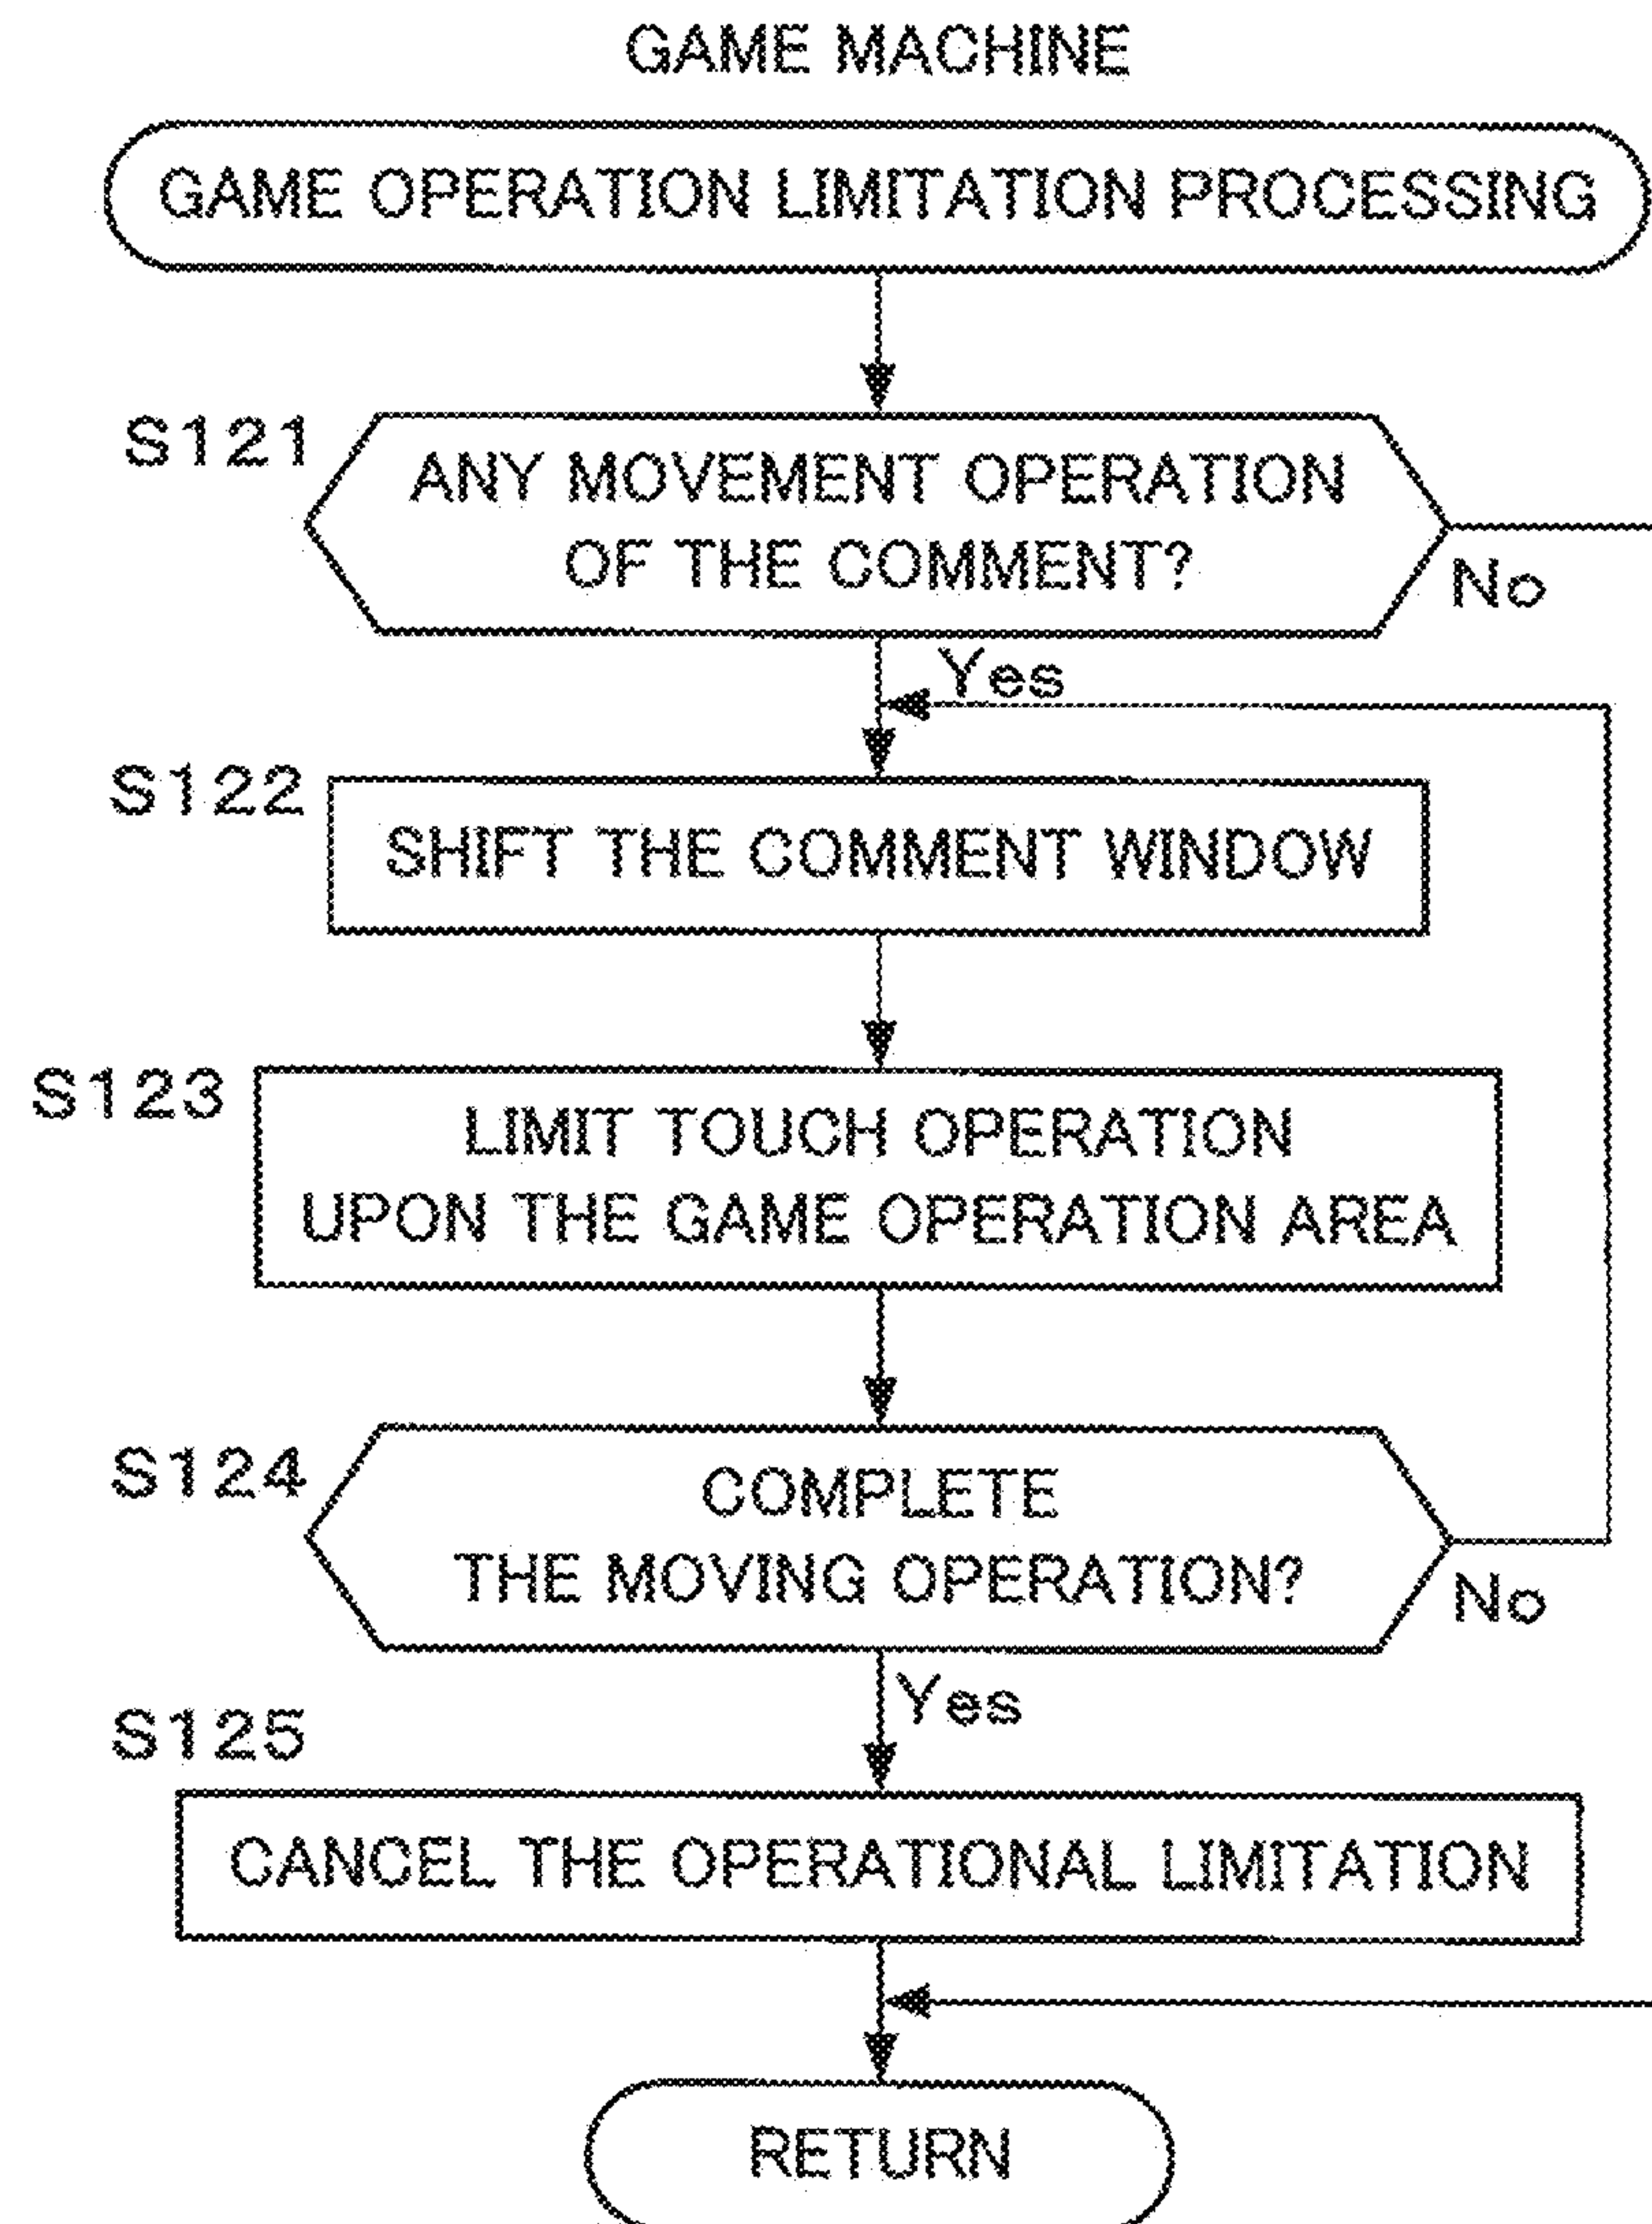 GAME MACHINE
GAME OPERATION LIMITATION PROCESSING
S121
ANY MOVEMENT OPERATION
OF THE COMMENT?
No
Yes
S122
SHIFT THE COMMENT WINDOW
S123
LIMIT TOUCH OPERATION
UPON THE GAME OPERATION AREA
S124
COMPLETE
THE MOVING OPERATION?
No
Yes
S125
CANCEL THE OPERATIONAL LIMITATION
RETURN